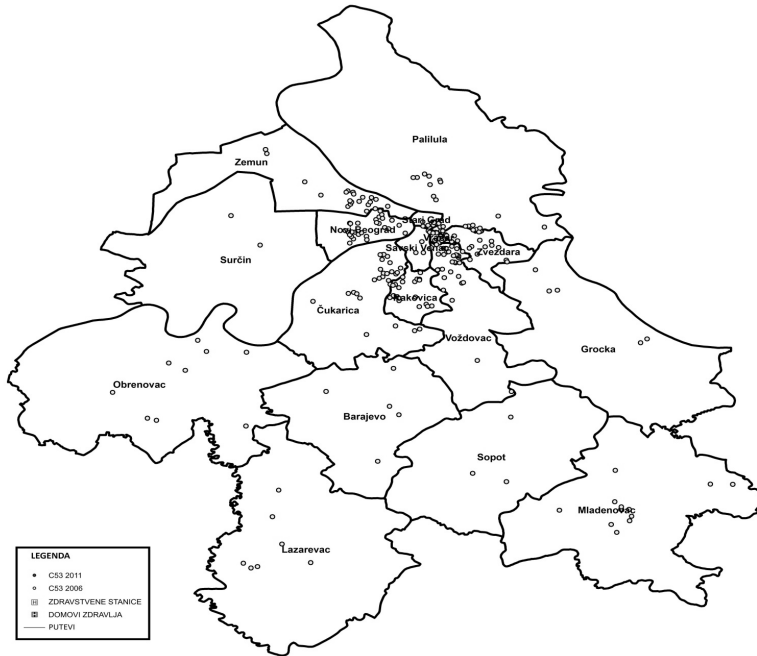 Palilula
Zemun
Stari Grad
Novi Beograd
Vračar
Savski Venac
Zvezdara
Surčin
Rakovica
Čukarica
Voždovac
Grocka
Obrenovac
Barajevo
Sopot
Mladenovac
Lazarevac
LEGENDA
C53 2011
C53 2006
ZDRAVSTVENE STANICE
DOMOVI ZDRAVLJA
PUTEVI